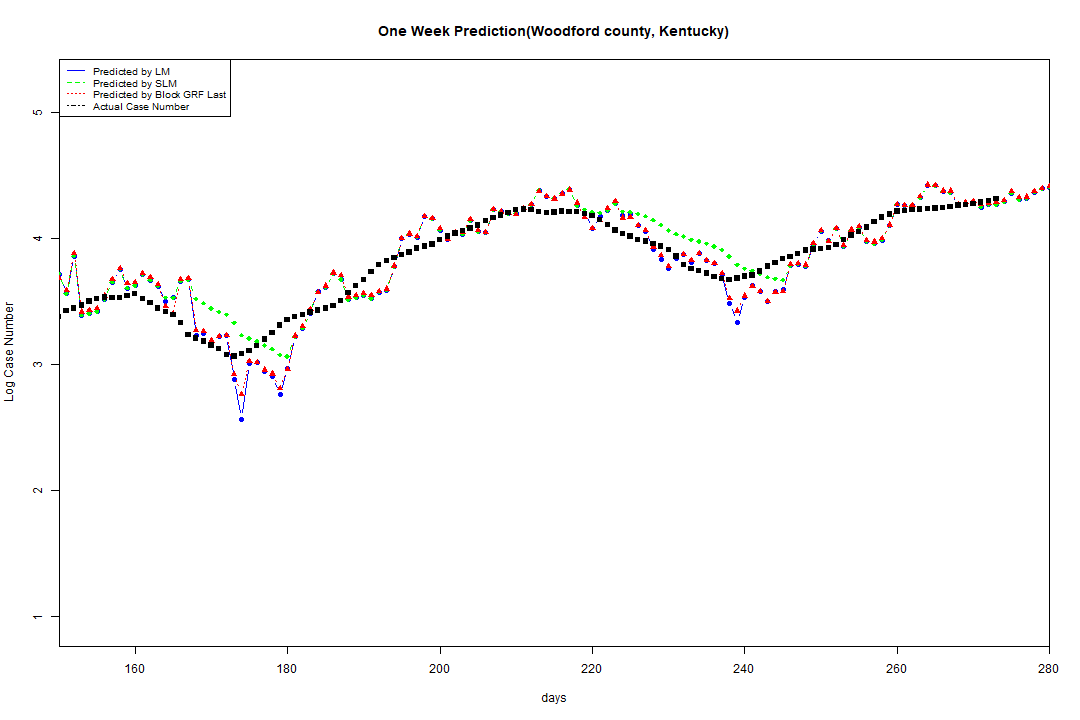 One Week Prediction(Woodford county, Kentucky)
Predicted by LM
Predicted by SLM
Predicted by Block GRF Last
Actual Case Number
5
4
3
2
1
Log Case Number
160 180 200 220 240 260 280
days